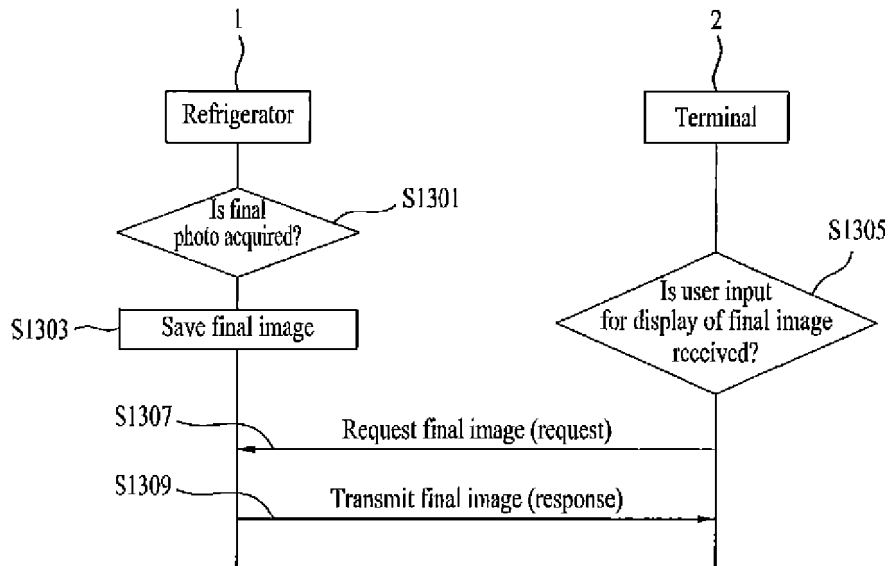 1
2
Refrigerator
Terminal
Is final
photo acquired?
S1301
S1303
Save final image
S1305
Is user input
for display of final image
received?
S1307
Request final image (request)
S1309
Transmit final image (response)